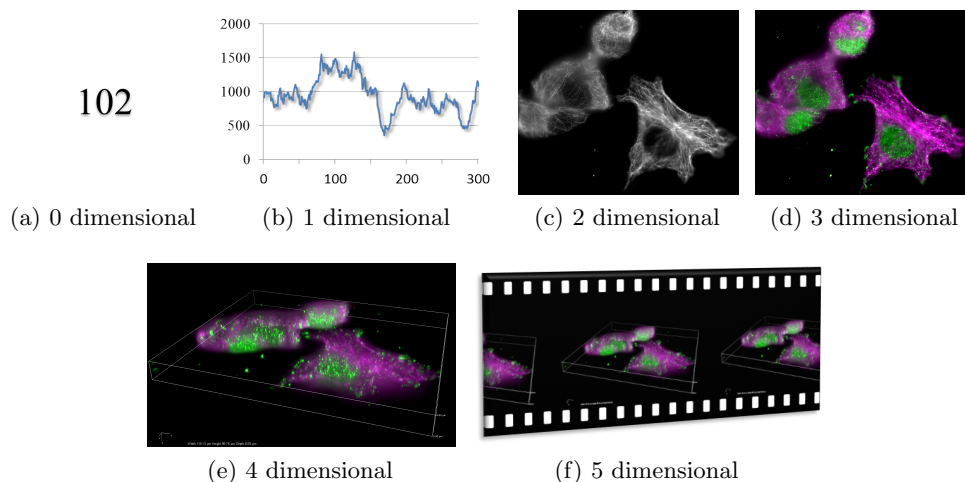 102
2000
1500
1000
500
0
0 100 200 300
(a) 0 dimensional
(b) 1 dimensional
(c) 2 dimensional
(d) 3 dimensional
(e) 4 dimensional
(f) 5 dimensional